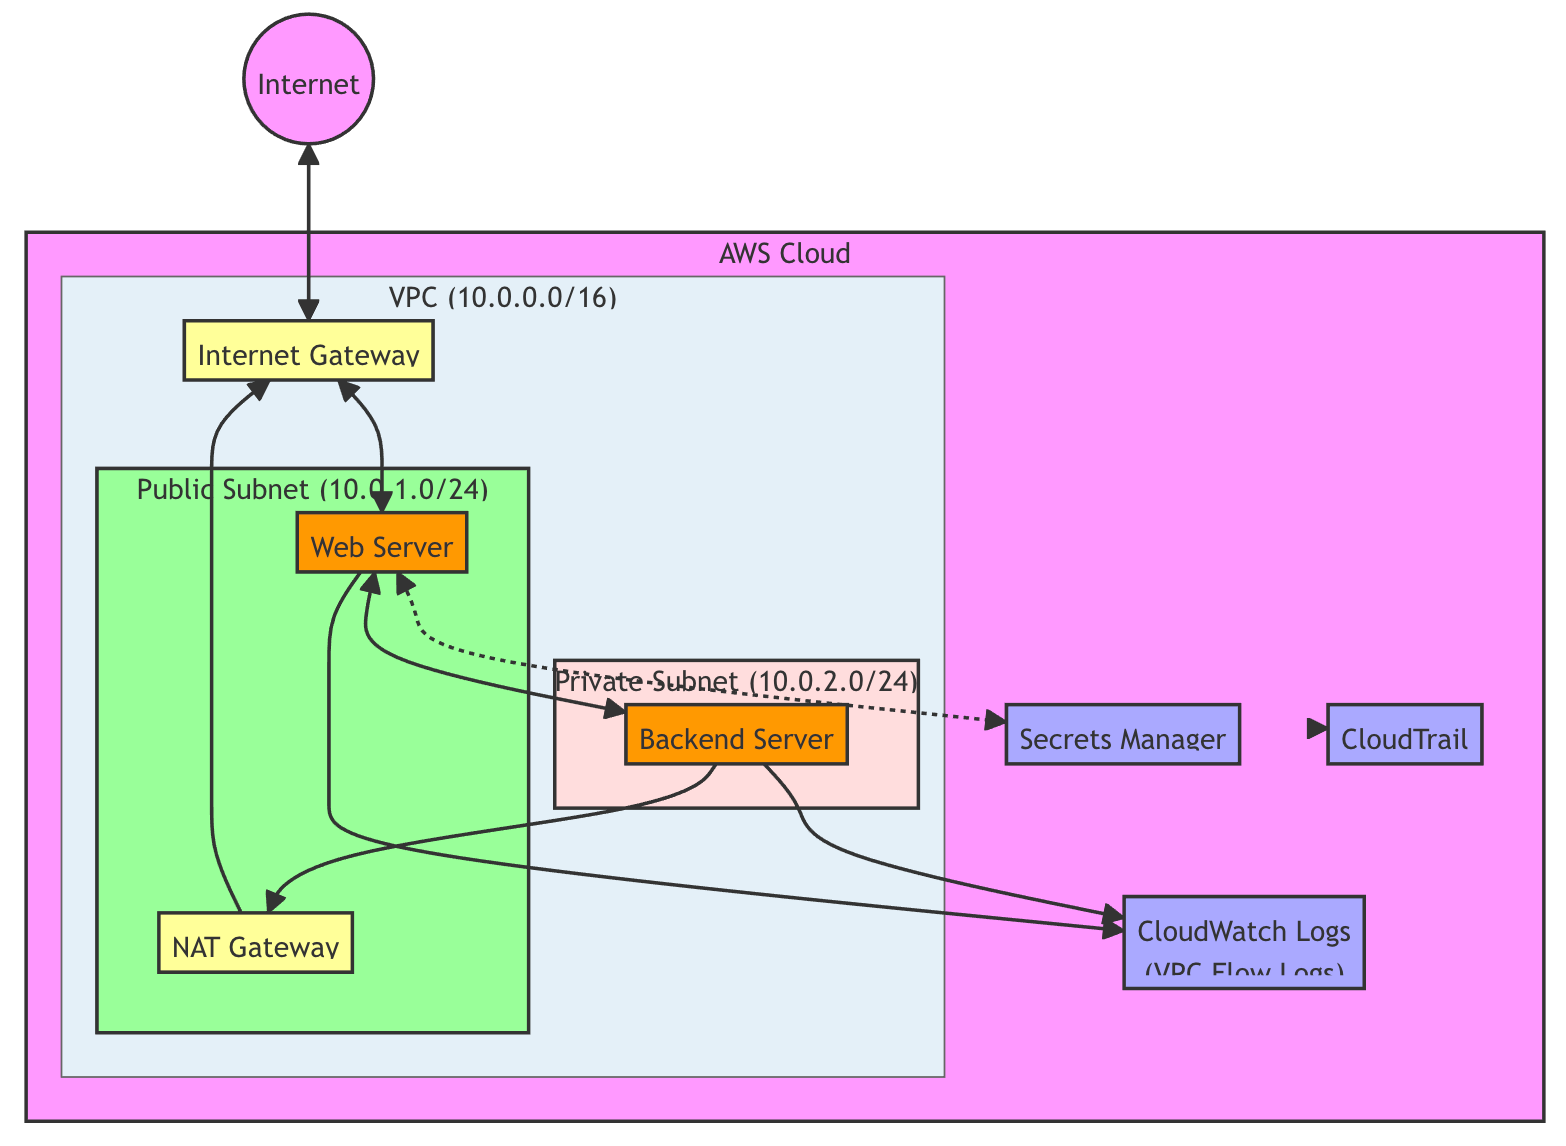 Internet
AWS Cloud
VPC (10.0.0.0/16)
Internet Gateway
Public Subnet (10.0.1.0/24)
Web Server
Private Subnet (10.0.2.0/24)
Backend Server
Secrets Manager
CloudTrail
CloudWatch Logs
(VPC Flow Logs)
NAT Gateway